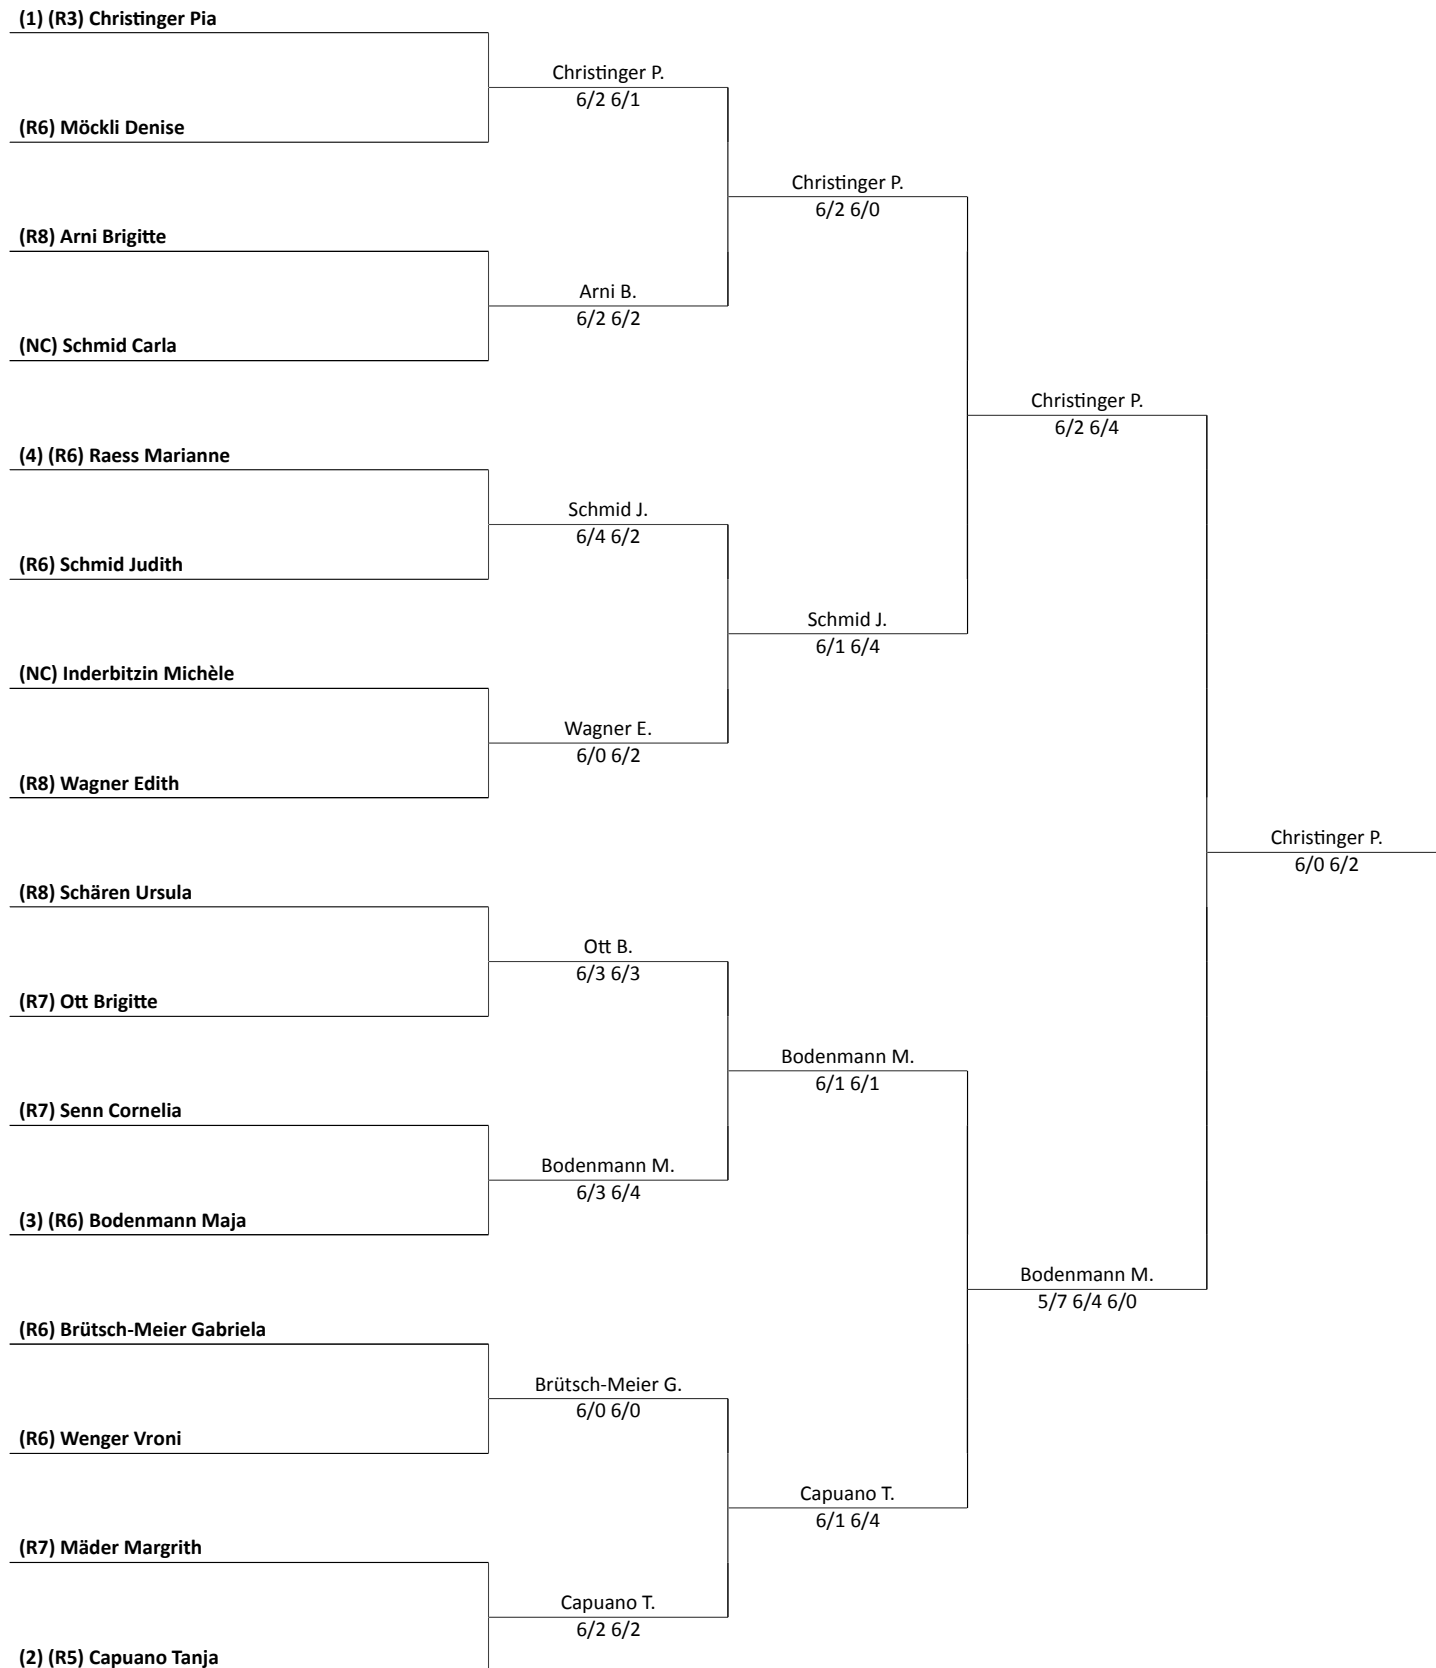 (1) (R3) Christinger Pia
Christinger P.
6/2 6/1
(R6) Möckli Denise
Christinger P.
6/2 6/0
(R8) Arni Brigitte
Arni B.
6/2 6/2
(NC) Schmid Carla
Christinger P.
6/2 6/4
(4) (R6) Raess Marianne
Schmid J.
6/4 6/2
(R6) Schmid Judith
Schmid J.
6/1 6/4
(NC) Inderbitzin Michèle
Wagner E.
6/0 6/2
(R8) Wagner Edith
Christinger P.
6/0 6/2
(R8) Schären Ursula
Ott B.
6/3 6/3
(R7) Ott Brigitte
Bodenmann M.
6/1 6/1
(R7) Senn Cornelia
Bodenmann M.
6/3 6/4
(3) (R6) Bodenmann Maja
Bodenmann M.
5/7 6/4 6/0
(R6) Brütsch-Meier Gabriela
Brütsch-Meier G.
6/0 6/0
(R6) Wenger Vroni
Capuano T.
6/1 6/4
(R7) Mäder Margrith
Capuano T.
6/2 6/2
(2) (R5) Capuano Tanja